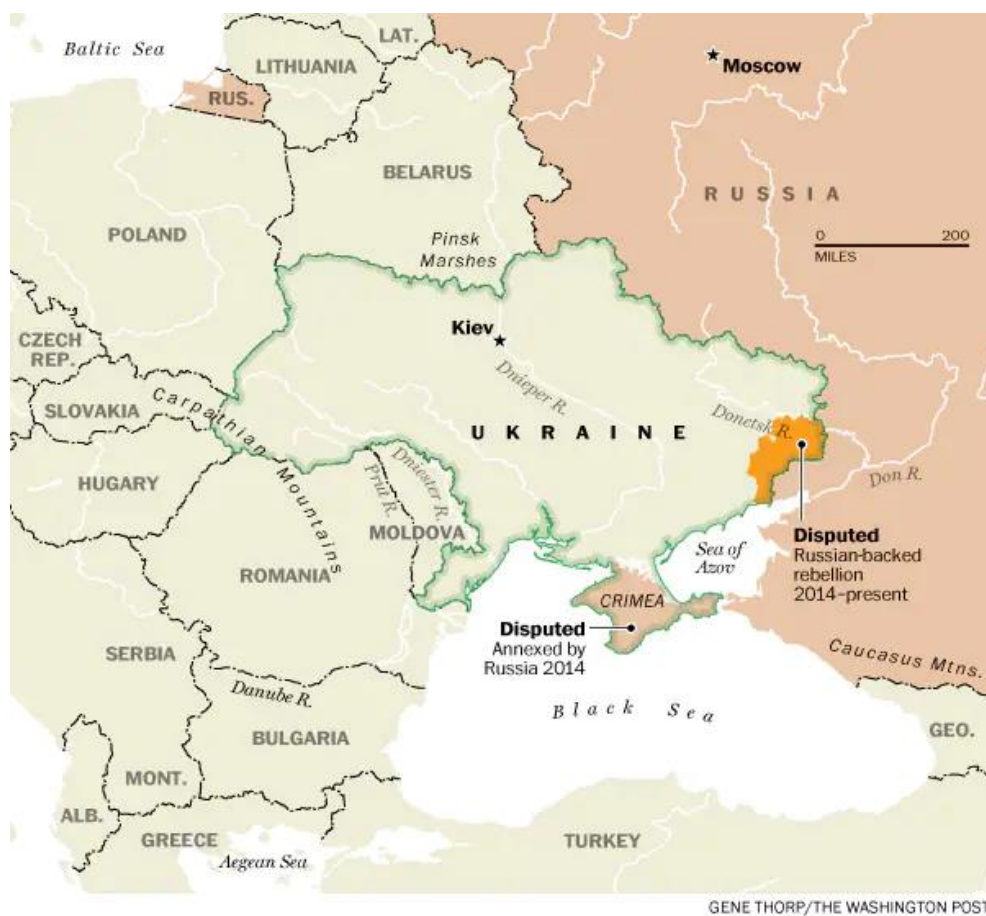 Baltic Sea
LAT.
LITHUANIA
RUS.
Moscow
BELARUS
RUSSIA
POLAND
Pinsk
Marshes
0 200
MILES
Kiev
CZECH
REP.
Dnieper R.
SLOVAKIA
Carpathian Mountains
Donetsk R.
UKRAINE
HUNGARY
Dniester R.
Prut R.
Don R.
MOLDOVA
Disputed
Russian-backed
rebellion
2014–present
Sea of
Azov
ROMANIA
CRIMEA
Disputed
Annexed by
Russia 2014
SERBIA
Caucasus Mtns.
Danube R.
Black Sea
BULGARIA
GEO.
MONT.
ALB.
GREECE
TURKEY
Aegean Sea
GENE THORP/THE WASHINGTON POST